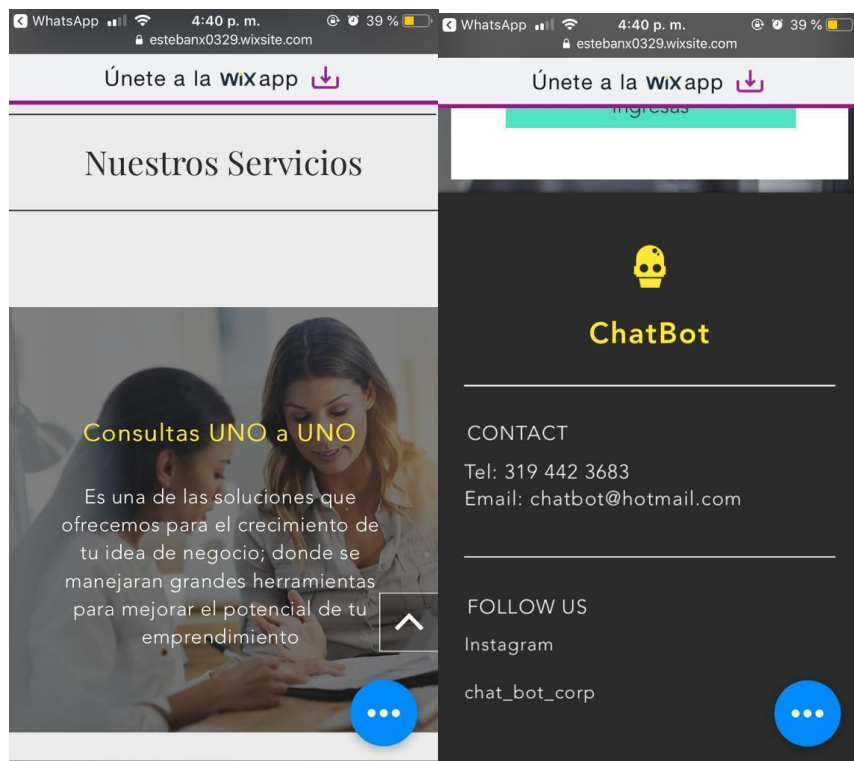 WhatsApp 4:40 p. m. 39 %
estebanx0329.wixsite.com
Únete a la WiX app
Nuestros Servicios
Consultas UNO a UNO
Es una de las soluciones que
ofrecemos para el crecimiento de
tu idea de negocio; donde se
manejaran grandes herramientas
para mejorar el potencial de tu
emprendimiento
WhatsApp 4:40 p. m. 39 %
estebanx0329.wixsite.com
Únete a la WiX app
ingresas
ChatBot
CONTACT
Tel: 319 442 3683
Email: chatbot@hotmail.com
FOLLOW US
Instagram
chat_bot_corp